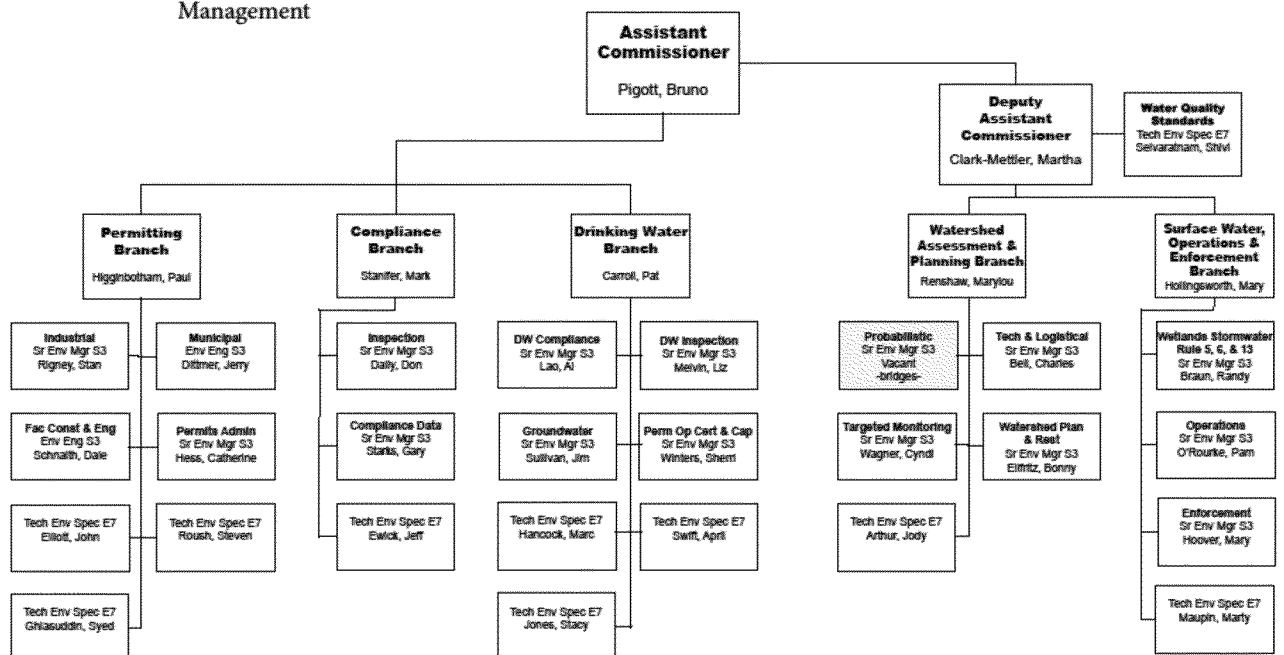 Management
Assistant
Commissioner
Pigott, Bruno
Deputy
Assistant
Commissioner
Clark-Mettler, Martha
Water Quality
Standards
Tech Env Spec E7
Selvaratnam, Shivi
Permitting
Branch
Higginbotham, Paul
Compliance
Branch
Stanifer, Mark
Drinking Water
Branch
Carroll, Pat
Watershed
Assessment &
Planning Branch
Renshaw, Marylou
Surface Water,
Operations &
Enforcement
Branch
Hollingsworth, Mary
Industrial
Sr Env Mgr S3
Rigney, Stan
Municipal
Env Eng S3
Dittmer, Jerry
Inspection
Sr Env Mgr S3
Daily, Don
DW Compliance
Sr Env Mgr S3
Lao, Al
DW Inspection
Sr Env Mgr S3
Melvin, Liz
Probabilistic
Sr Env Mgr S3
Vacant
-bridges-
Tech & Logistical
Sr Env Mgr S3
Bell, Charles
Wetlands Stormwater
Rule 5, 6, & 13
Sr Env Mgr S3
Braun, Randy
Fac Const & Eng
Env Eng S3
Schnaith, Dale
Permits Admin
Sr Env Mgr S3
Hess, Catherine
Compliance Data
Sr Env Mgr S3
Starks, Gary
Groundwater
Sr Env Mgr S3
Sullivan, Jim
Perm Op Cert & Cap
Sr Env Mgr S3
Winters, Sherri
Targeted Monitoring
Sr Env Mgr S3
Wagner, Cyndi
Watershed Plan
& Rest
Sr Env Mgr S3
Elifritz, Bonny
Operations
Sr Env Mgr S3
O'Rourke, Pam
Tech Env Spec E7
Elliott, John
Tech Env Spec E7
Roush, Steven
Tech Env Spec E7
Ewick, Jeff
Tech Env Spec E7
Hancock, Marc
Tech Env Spec E7
Swift, April
Tech Env Spec E7
Arthur, Jody
Enforcement
Sr Env Mgr S3
Hoover, Mary
Tech Env Spec E7
Ghiasuddin, Syed
Tech Env Spec E7
Jones, Stacy
Tech Env Spec E7
Maupin, Marty